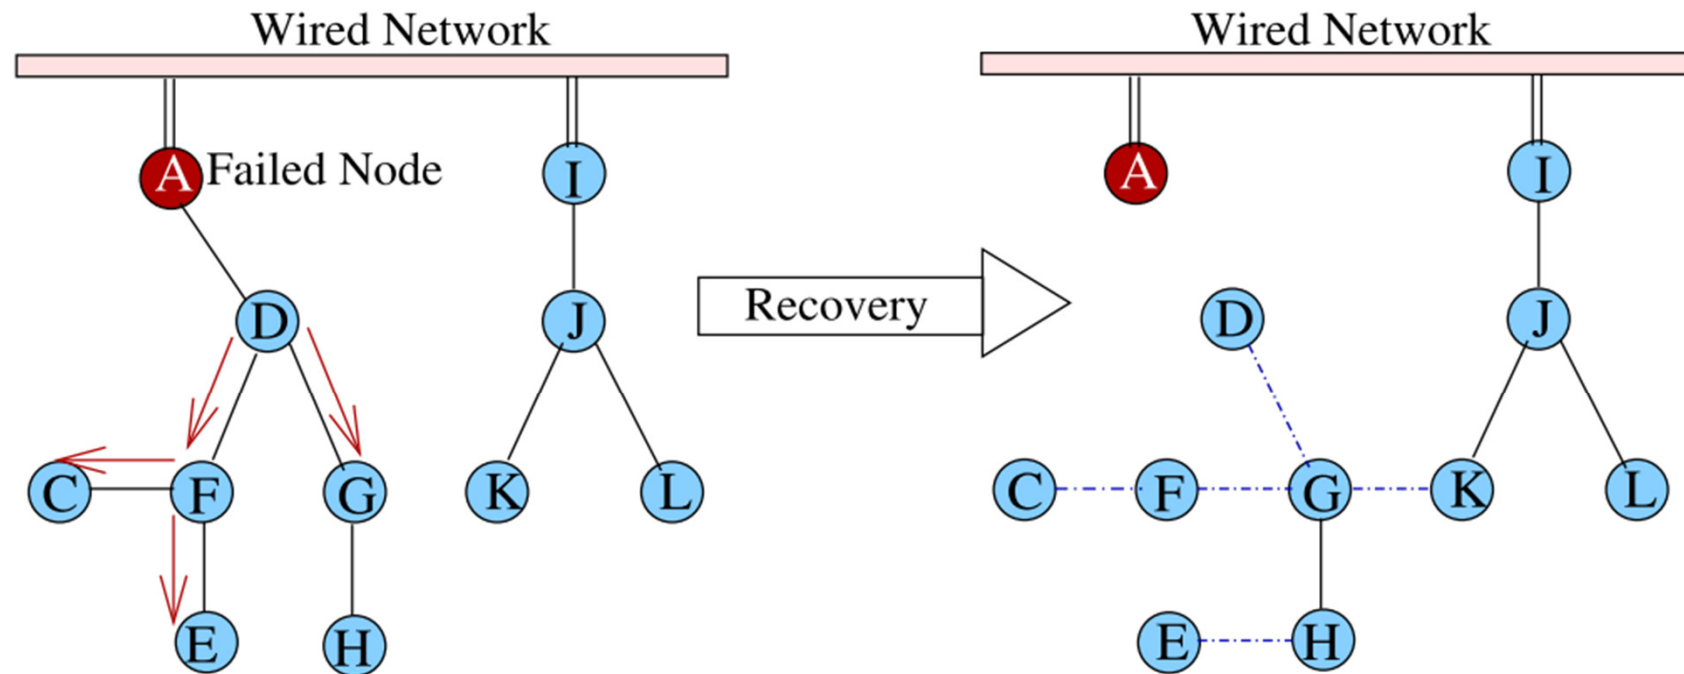 Wired Network
Wired Network
A Failed Node
I
A
I
D
J
Recovery
D
J
C
F
G
K
L
C
F
G
K
L
E
H
E
H